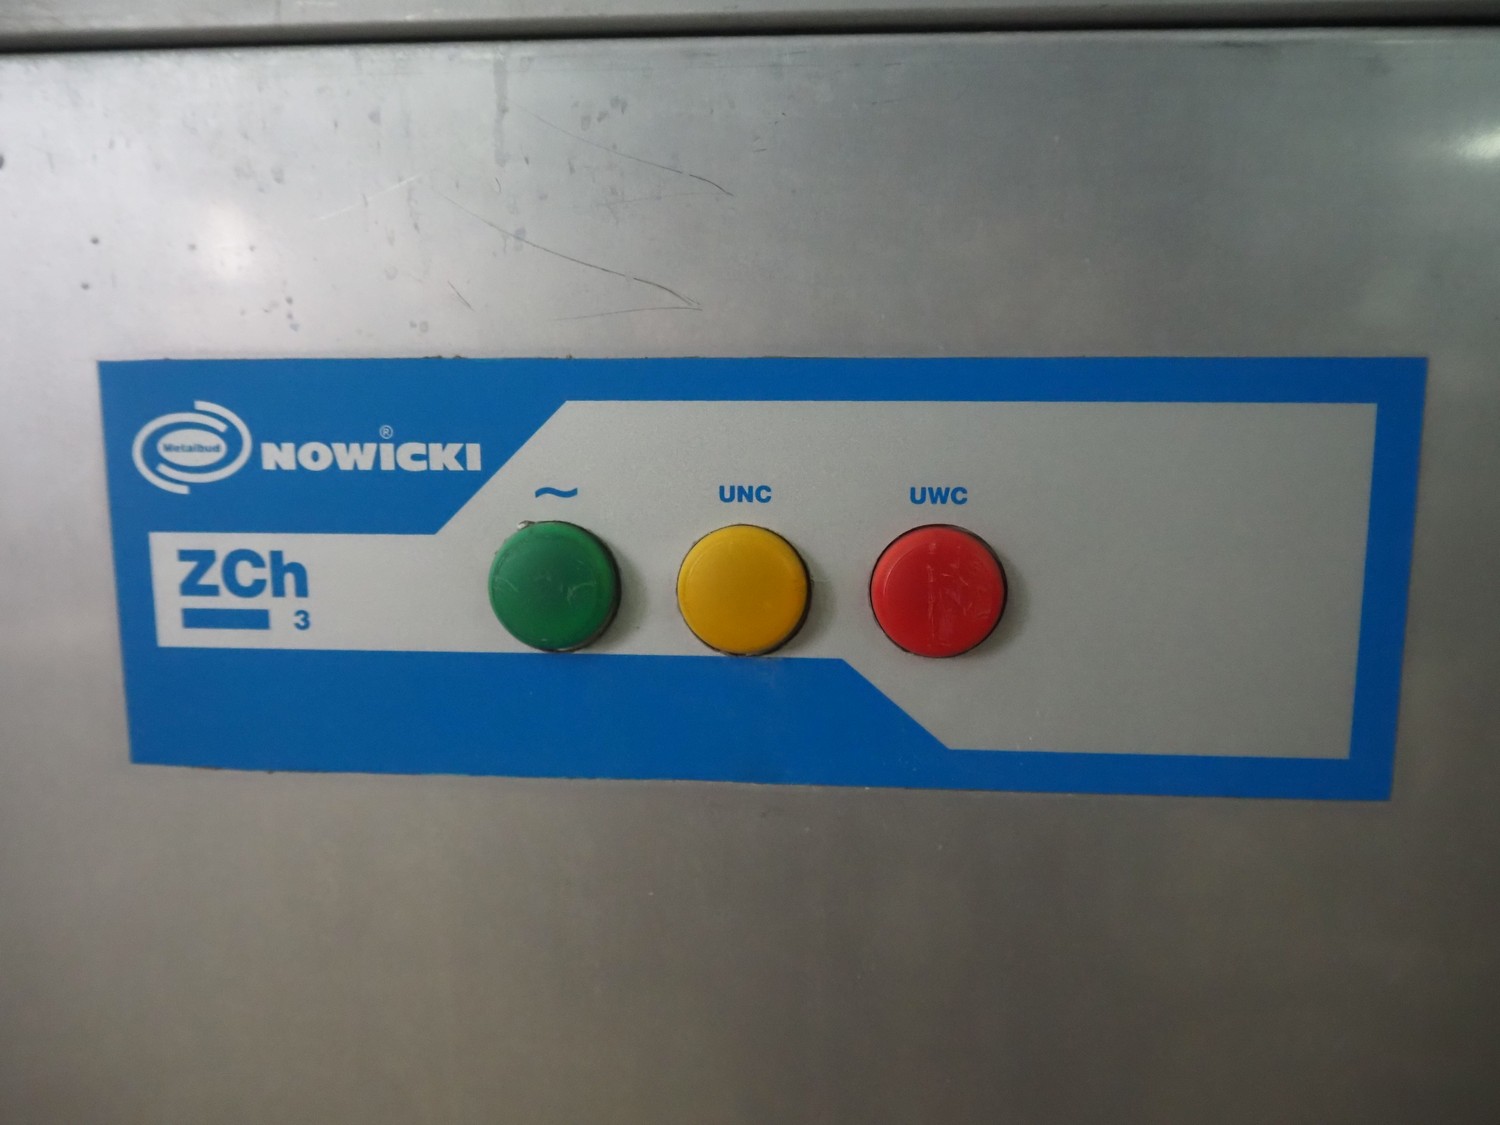 Metalbud
NOWICKI®
~
UNC
UWC
ZCh
3